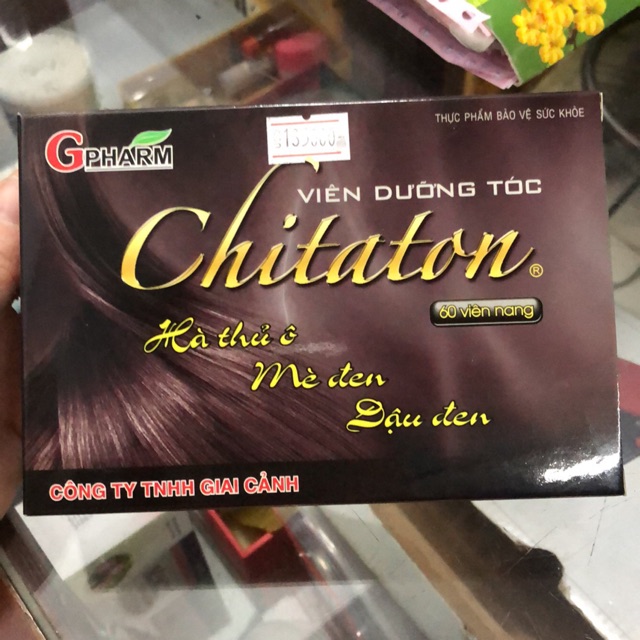 THỰC PHẨM BẢO VỆ SỨC KHỎE
GPHARM
VIÊN DƯỠNG TÓC
Chitaton®
60 viên nang
Hà thủ ô
Mè đen
Dậu đen
CÔNG TY TNHH GIAI CẢNH